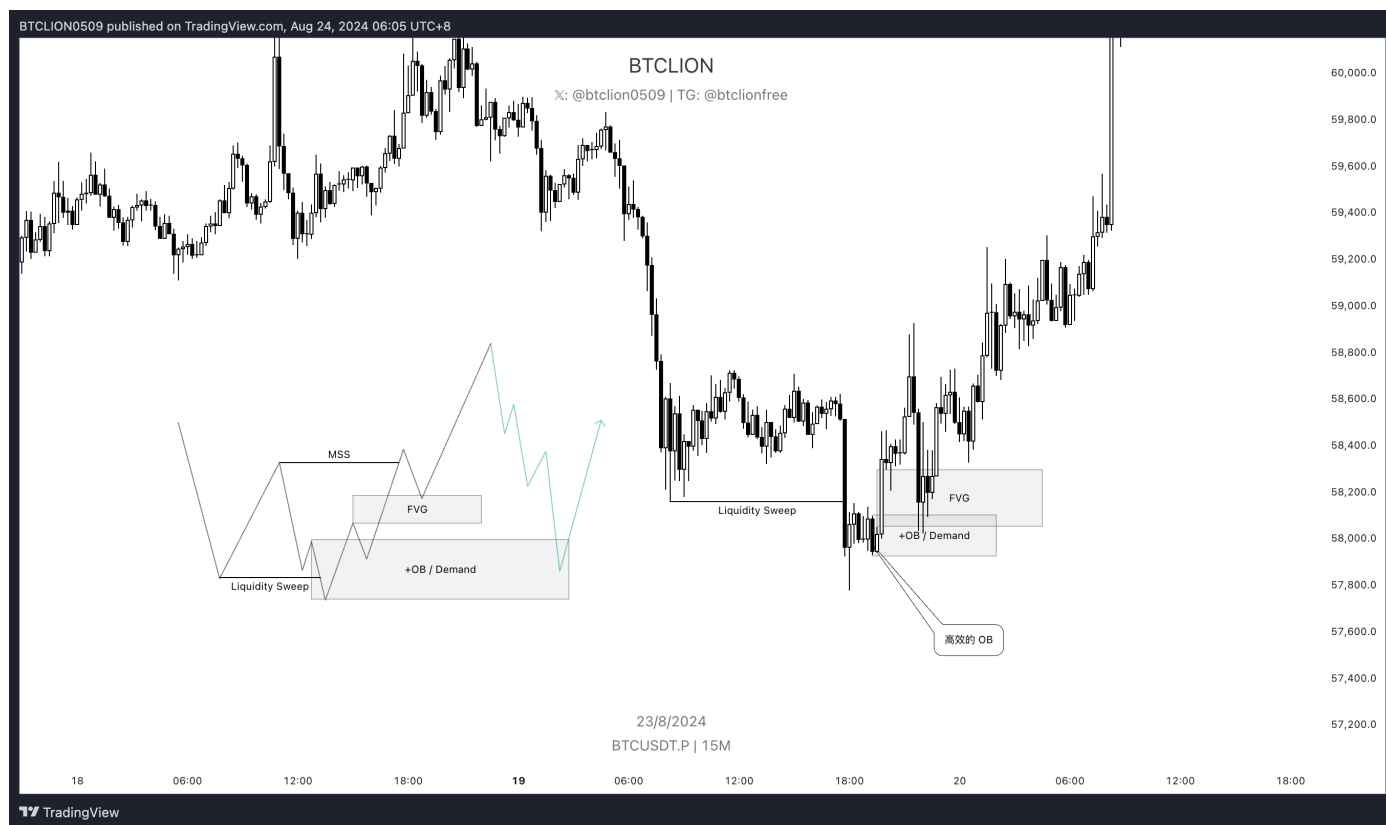 BTCLION0509 published on TradingView.com, Aug 24, 2024 06:05 UTC+8
BTCLION
𝕏: @btclion0509 | TG: @btclionfree
60,000.0
59,800.0
59,600.0
59,400.0
59,200.0
59,000.0
58,800.0
58,600.0
58,400.0
58,200.0
58,000.0
57,800.0
57,600.0
57,400.0
57,200.0
MSS
FVG
+OB / Demand
Liquidity Sweep
Liquidity Sweep
FVG
+OB / Demand
高效的 OB
23/8/2024
BTCUSDT.P | 15M
18 06:00 12:00 18:00 19 06:00 12:00 18:00 20 06:00 12:00 18:00
TradingView